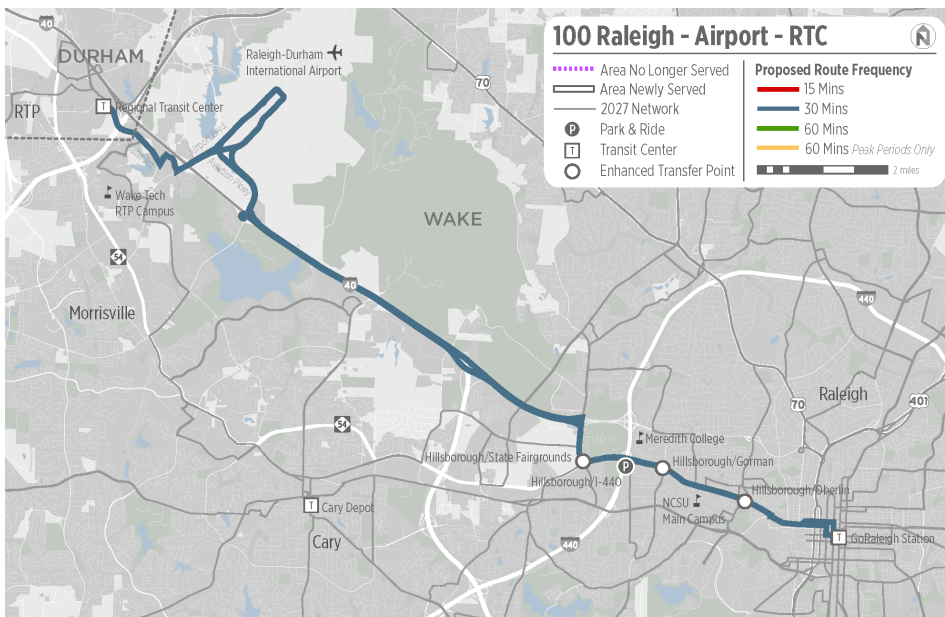 100 Raleigh - Airport - RTC
N
Area No Longer Served
Area Newly Served
2027 Network
P
Park & Ride
T
Transit Center
Enhanced Transfer Point
Proposed Route Frequency
15 Mins
30 Mins
60 Mins
60 Mins Peak Periods Only
2 miles
40
DURHAM
Raleigh-Durham
International Airport
70
RTP
T
Regional Transit Center
Airport Blvd
Aviation Pkwy
Wake Tech
RTP Campus
WAKE
54
40
Morrisville
440
70
Raleigh
401
54
Meredith College
Hillsborough/State Fairgrounds
P
Hillsborough/Gorman
Hillsborough/I-440
Hillsborough/Oberlin
NCSU
Main Campus
T
Cary Depot
T
GoRaleigh Station
Cary
440